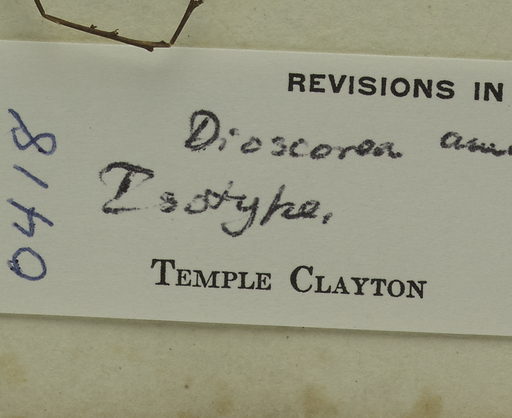 REVISIONS IN
Dioscorea
Isotype.
TEMPLE CLAYTON
0418